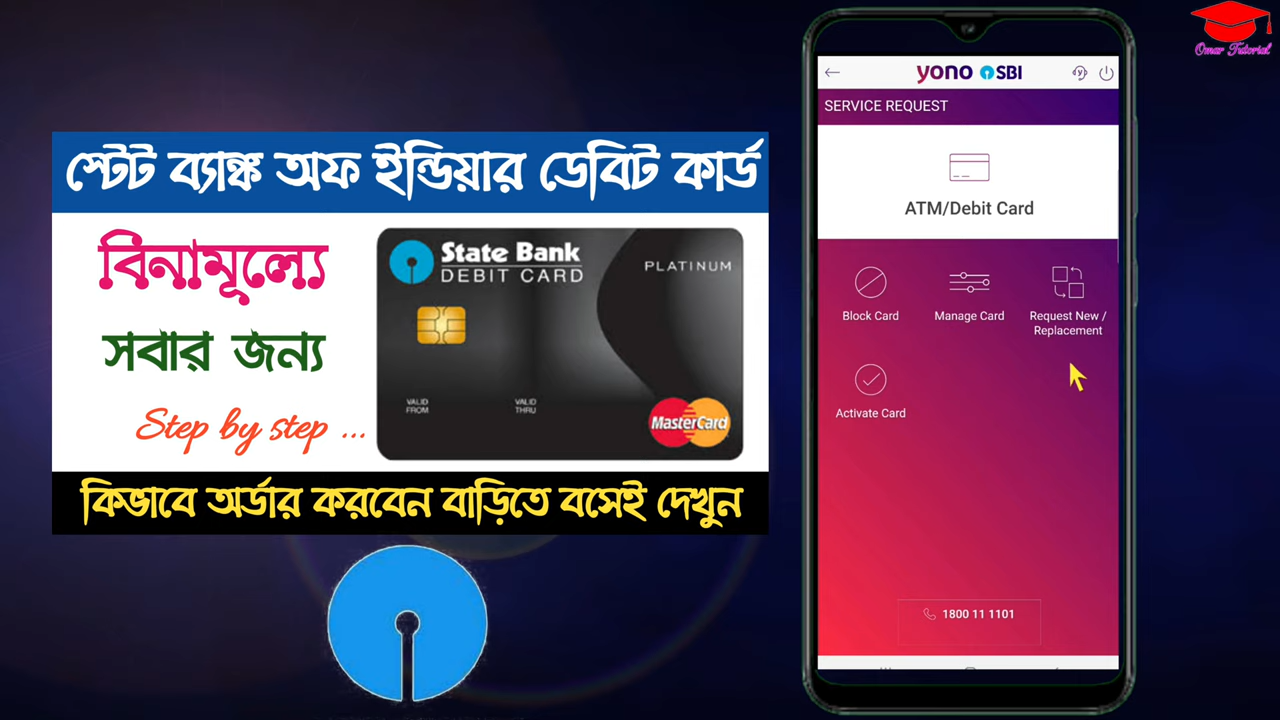 Omar Tutorial
স্টেট ব্যাঙ্ক অফ ইন্ডিয়ার ডেবিট কার্ড
বিনামূল্যে
সবার জন্য
Step by step ...
State Bank
DEBIT CARD
PLATINUM
VALID
FROM
VALID
THRU
MasterCard
কিভাবে অর্ডার করবেন বাড়িতে বসেই দেখুন
yono SBI
SERVICE REQUEST
ATM/Debit Card
Block Card
Manage Card
Request New /
Replacement
Activate Card
1800 11 1101